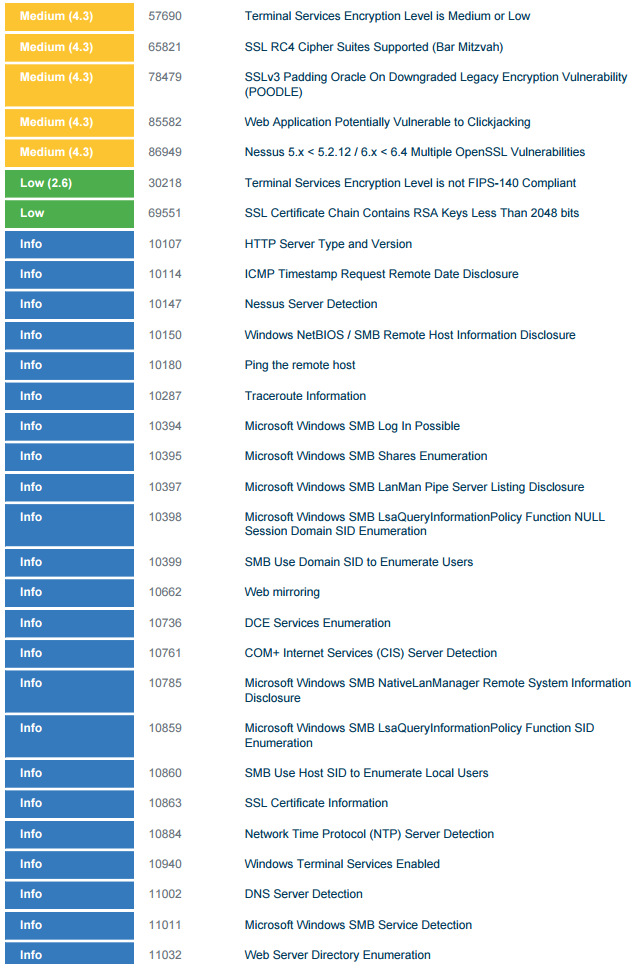 Medium (4.3) 57690 Terminal Services Encryption Level is Medium or Low
Medium (4.3) 65821 SSL RC4 Cipher Suites Supported (Bar Mitzvah)
Medium (4.3) 78479 SSLv3 Padding Oracle On Downgraded Legacy Encryption Vulnerability
(POODLE)
Medium (4.3) 85582 Web Application Potentially Vulnerable to Clickjacking
Medium (4.3) 86949 Nessus 5.x < 5.2.12 / 6.x < 6.4 Multiple OpenSSL Vulnerabilities
Low (2.6) 30218 Terminal Services Encryption Level is not FIPS-140 Compliant
Low 69551 SSL Certificate Chain Contains RSA Keys Less Than 2048 bits
Info 10107 HTTP Server Type and Version
Info 10114 ICMP Timestamp Request Remote Date Disclosure
Info 10147 Nessus Server Detection
Info 10150 Windows NetBIOS / SMB Remote Host Information Disclosure
Info 10180 Ping the remote host
Info 10287 Traceroute Information
Info 10394 Microsoft Windows SMB Log In Possible
Info 10395 Microsoft Windows SMB Shares Enumeration
Info 10397 Microsoft Windows SMB LanMan Pipe Server Listing Disclosure
Info 10398 Microsoft Windows SMB LsaQueryInformationPolicy Function NULL
Session Domain SID Enumeration
Info 10399 SMB Use Domain SID to Enumerate Users
Info 10662 Web mirroring
Info 10736 DCE Services Enumeration
Info 10761 COM+ Internet Services (CIS) Server Detection
Info 10785 Microsoft Windows SMB NativeLanManager Remote System Information
Disclosure
Info 10859 Microsoft Windows SMB LsaQueryInformationPolicy Function SID
Enumeration
Info 10860 SMB Use Host SID to Enumerate Local Users
Info 10863 SSL Certificate Information
Info 10884 Network Time Protocol (NTP) Server Detection
Info 10940 Windows Terminal Services Enabled
Info 11002 DNS Server Detection
Info 11011 Microsoft Windows SMB Service Detection
Info 11032 Web Server Directory Enumeration